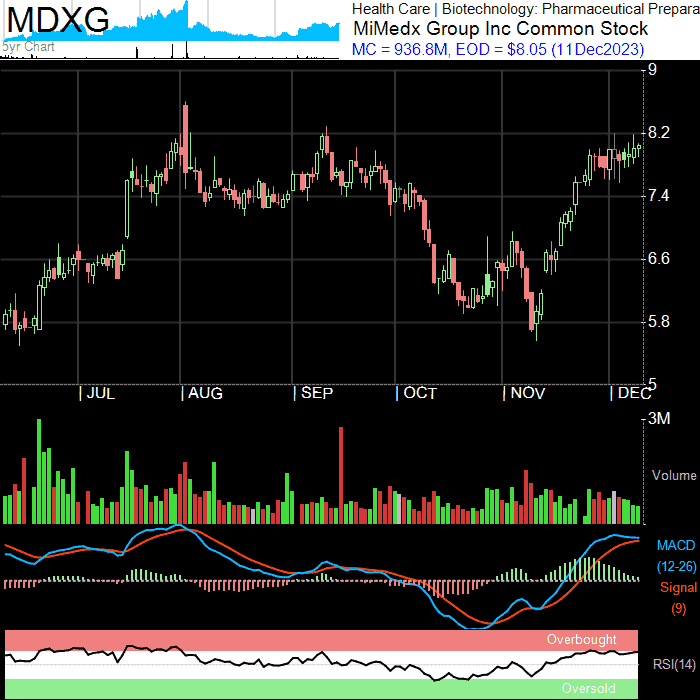 MDXG
5yr Chart
Health Care | Biotechnology: Pharmaceutical Prepara
MiMedx Group Inc Common Stock
MC = 936.8M, EOD = $8.05 (11Dec2023)
9
8.2
7.4
6.6
5.8
5
| JUL | AUG | SEP | OCT | NOV | DEC
3M
Volume
MACD
(12-26)
Signal
(9)
Overbought
RSI(14)
Oversold